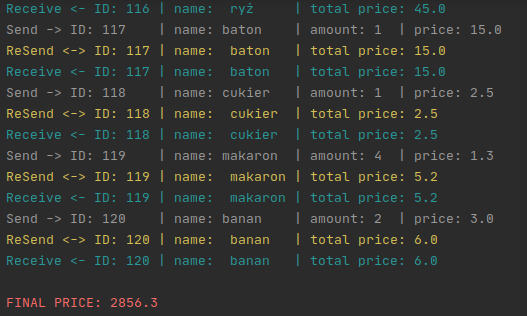 Receive <- ID: 116 | name:  ryż     | total price: 45.0
Send -> ID: 117    | name: baton    | amount: 1  | price: 15.0
ReSend <-> ID: 117 | name:  baton   | total price: 15.0
Receive <- ID: 117 | name:  baton   | total price: 15.0
Send -> ID: 118    | name: cukier   | amount: 1  | price: 2.5
ReSend <-> ID: 118 | name:  cukier  | total price: 2.5
Receive <- ID: 118 | name:  cukier  | total price: 2.5
Send -> ID: 119    | name: makaron  | amount: 4  | price: 1.3
ReSend <-> ID: 119 | name:  makaron | total price: 5.2
Receive <- ID: 119 | name:  makaron | total price: 5.2
Send -> ID: 120    | name: banan    | amount: 2  | price: 3.0
ReSend <-> ID: 120 | name:  banan   | total price: 6.0
Receive <- ID: 120 | name:  banan   | total price: 6.0
FINAL PRICE: 2856.3